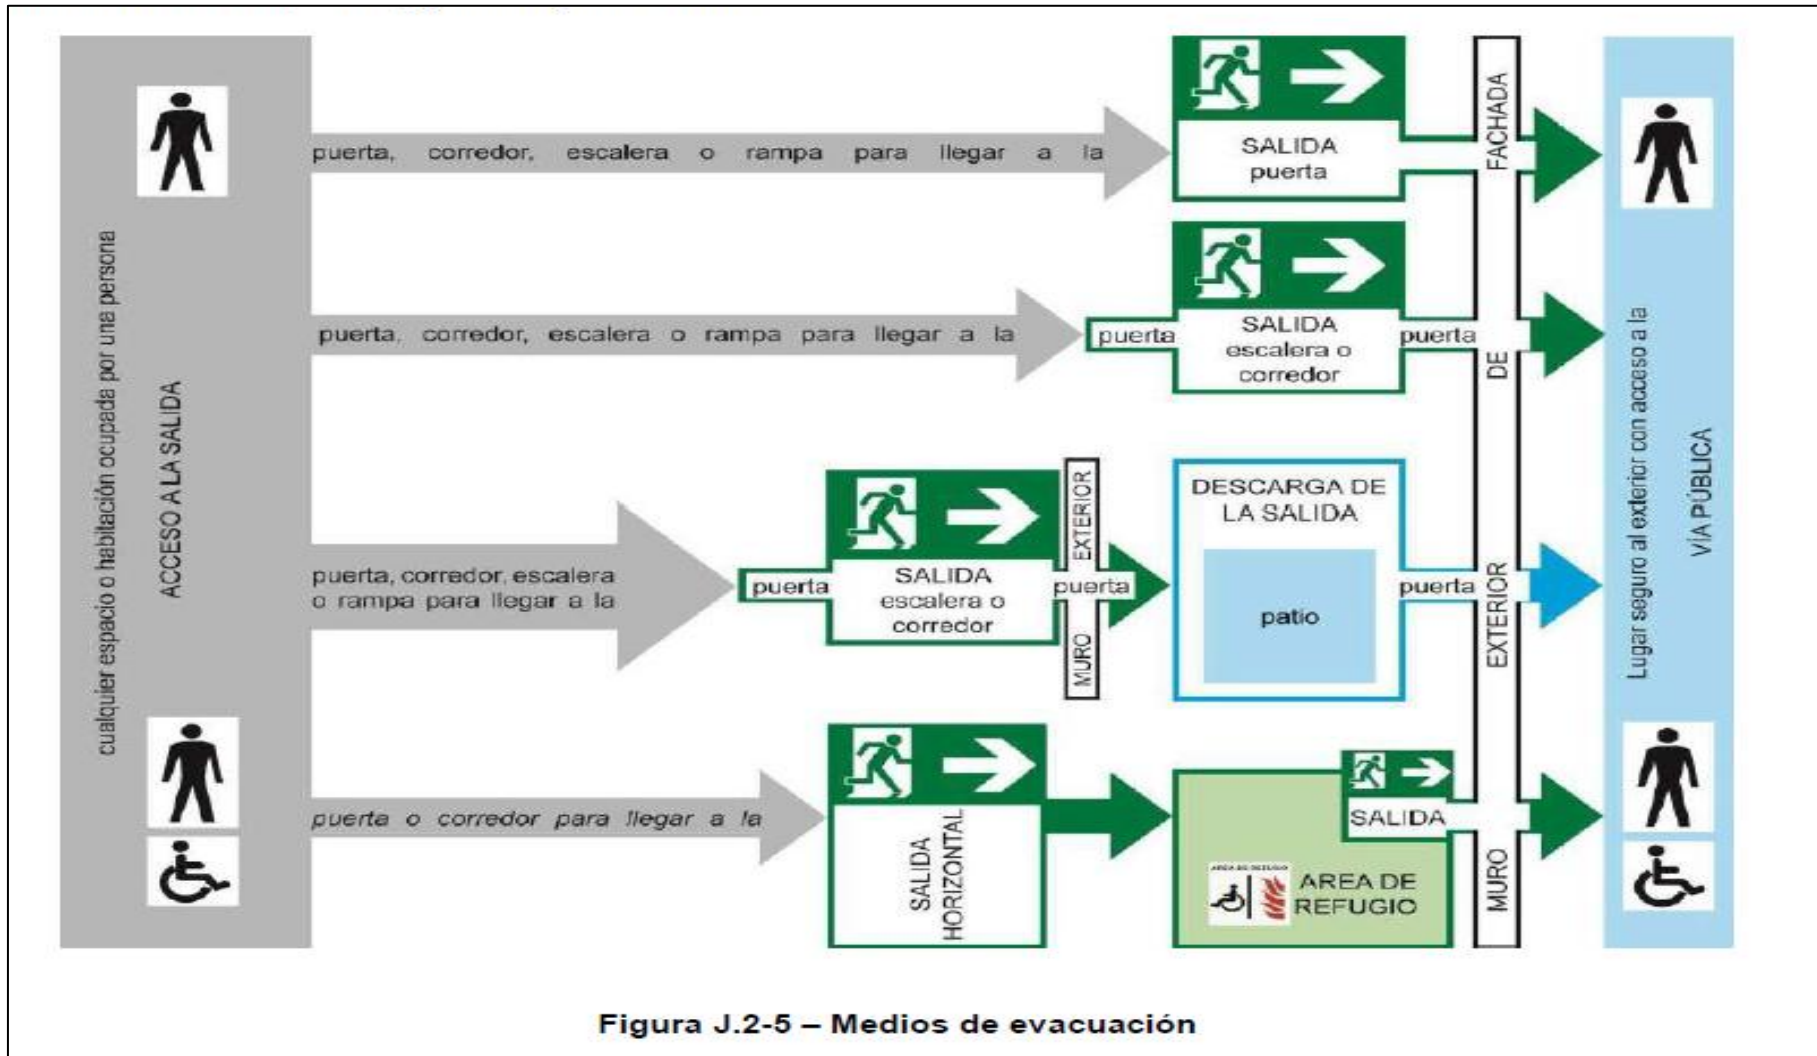 cualquier espacio o habitación ocupada por una persona
ACCESO A LA SALIDA
puerta, corredor, escalera o rampa para llegar a la
SALIDA
puerta
puerta, corredor, escalera o rampa para llegar a la
puerta
SALIDA
escalera o
corredor
puerta
puerta, corredor, escalera
o rampa para llegar a la
puerta
SALIDA
escalera o
corredor
puerta
MURO EXTERIOR
DESCARGA DE
LA SALIDA
patio
puerta
puerta o corredor para llegar a la
SALIDA
HORIZONTAL
AREA DE REFUGIO
AREA DE
REFUGIO
SALIDA
MURO EXTERIOR DE FACHADA
Lugar seguro al exterior con acceso a la
VÍA PÚBLICA
Figura J.2-5 – Medios de evacuación